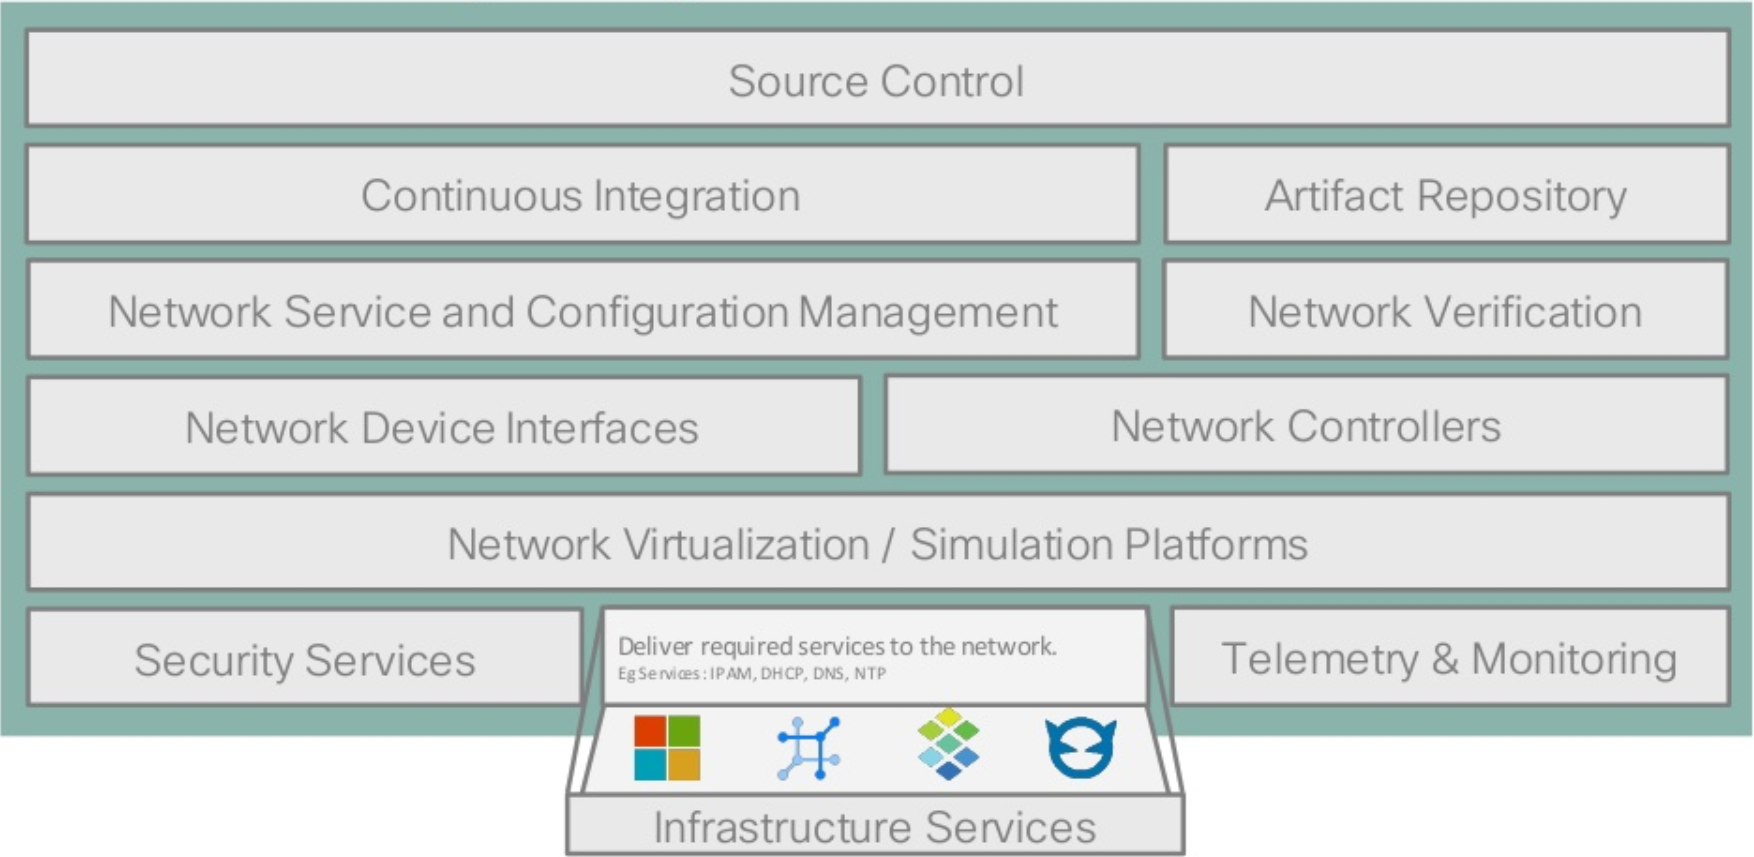 Source Control
Continuous Integration
Artifact Repository
Network Service and Configuration Management
Network Verification
Network Device Interfaces
Network Controllers
Network Virtualization / Simulation Platforms
Security Services
Deliver required services to the network.
Eg Services: IPAM, DHCP, DNS, NTP
Telemetry & Monitoring
Infrastructure Services